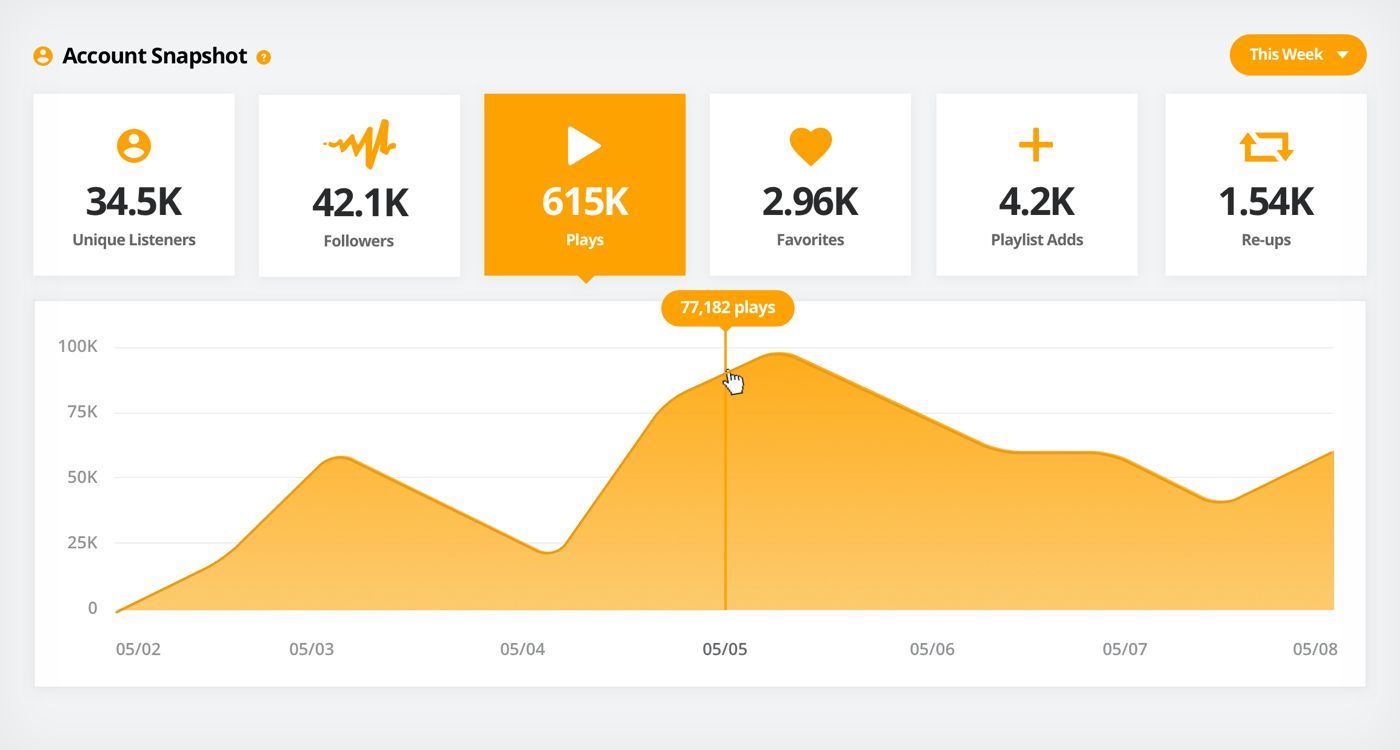 Account Snapshot ?
This Week
34.5K
Unique Listeners
42.1K
Followers
615K
Plays
2.96K
Favorites
4.2K
Playlist Adds
1.54K
Re-ups
77,182 plays
100K
75K
50K
25K
0
05/02 05/03 05/04 05/05 05/06 05/07 05/08